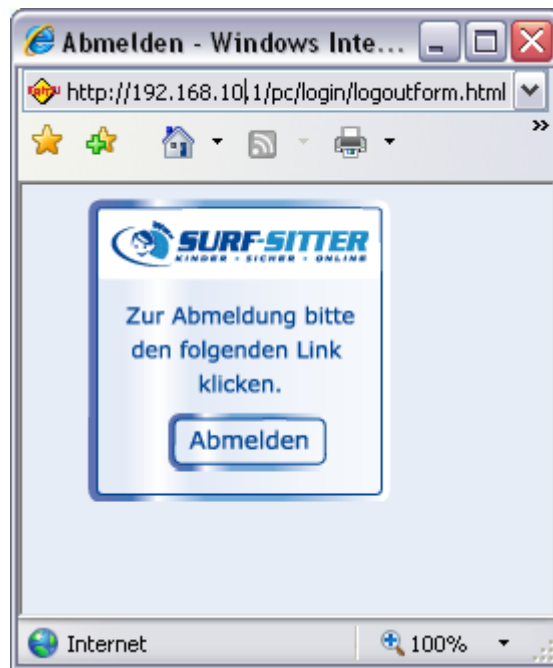 Abmelden - Windows Inte...
http://192.168.10.1/pc/login/logoutform.html
SURF-SITTER
KINDER • SICHER • ONLINE
Zur Abmeldung bitte
den folgenden Link
klicken.
Abmelden
Internet
100%